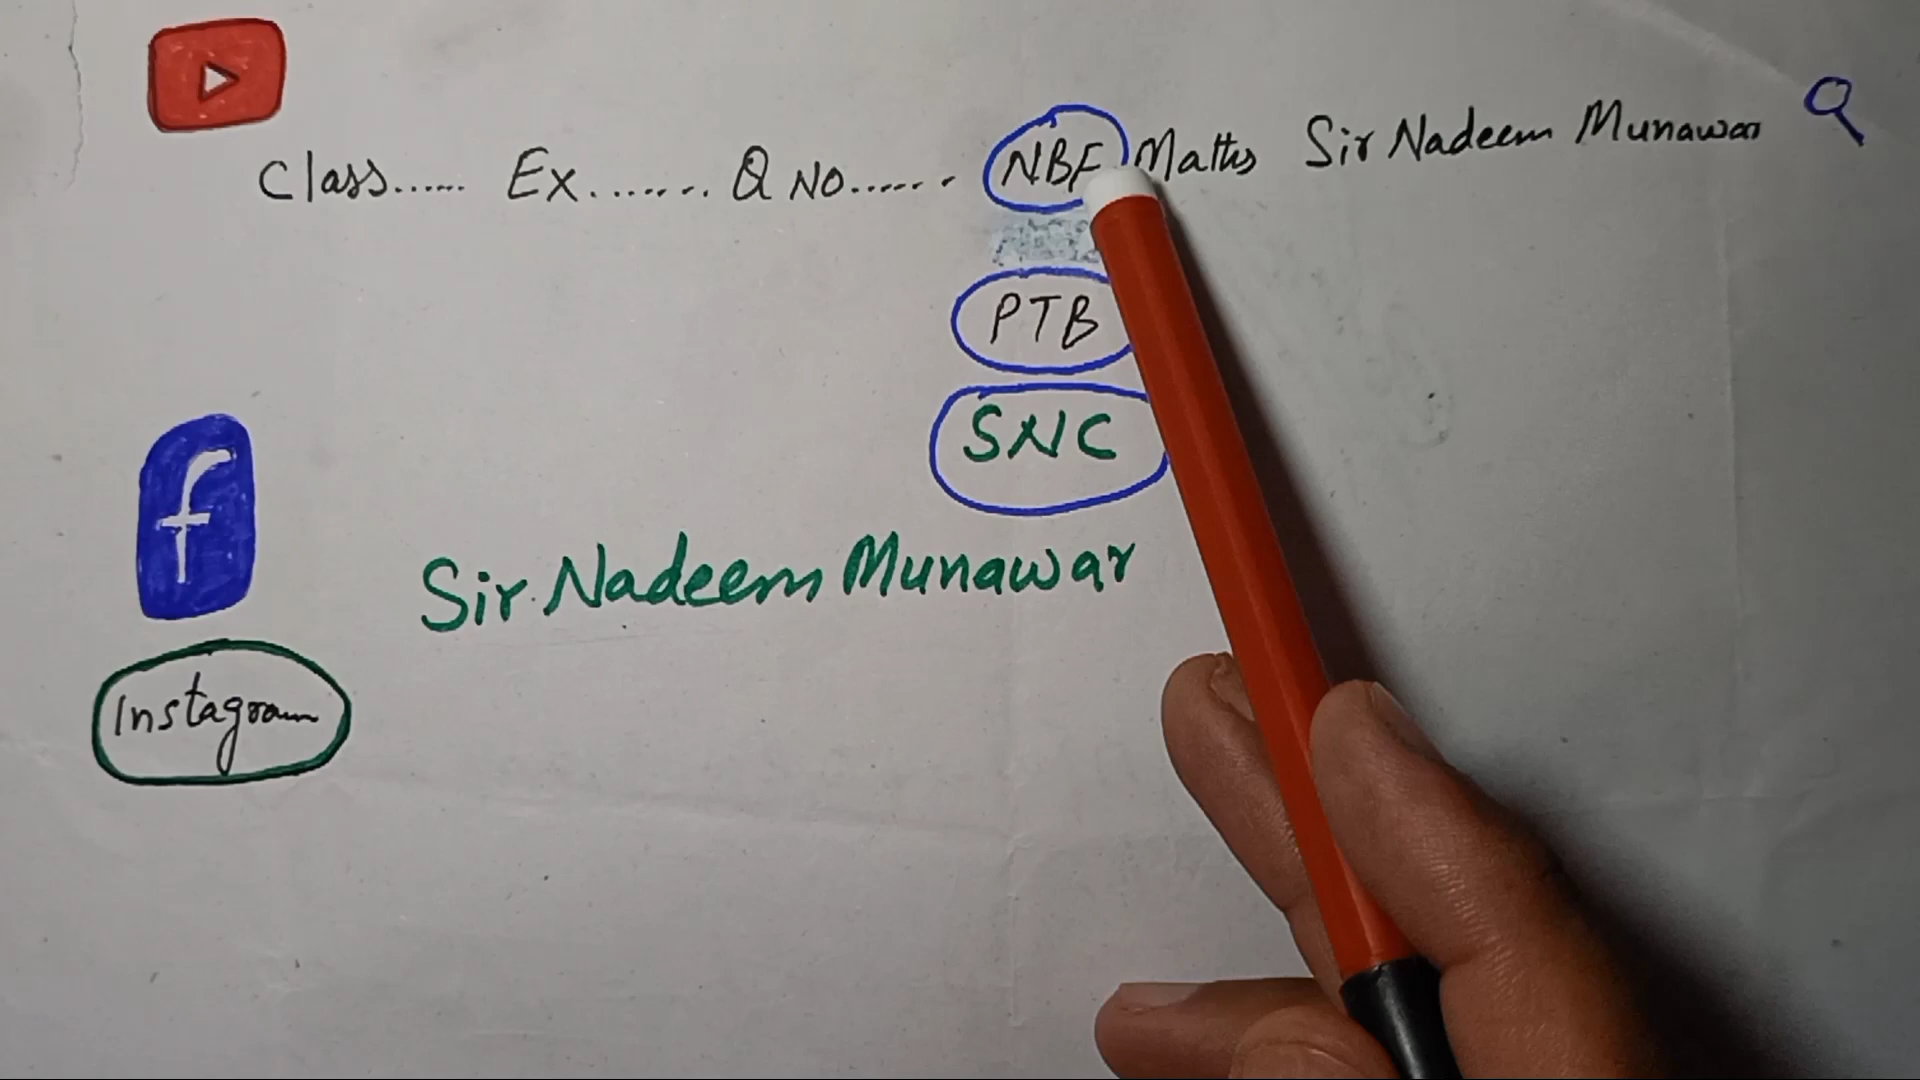 Class...... Ex........ Q No....... NBF Maths Sir Nadeem Munawar
PTB
SNC
f
Sir Nadeem Munawar
Instagram